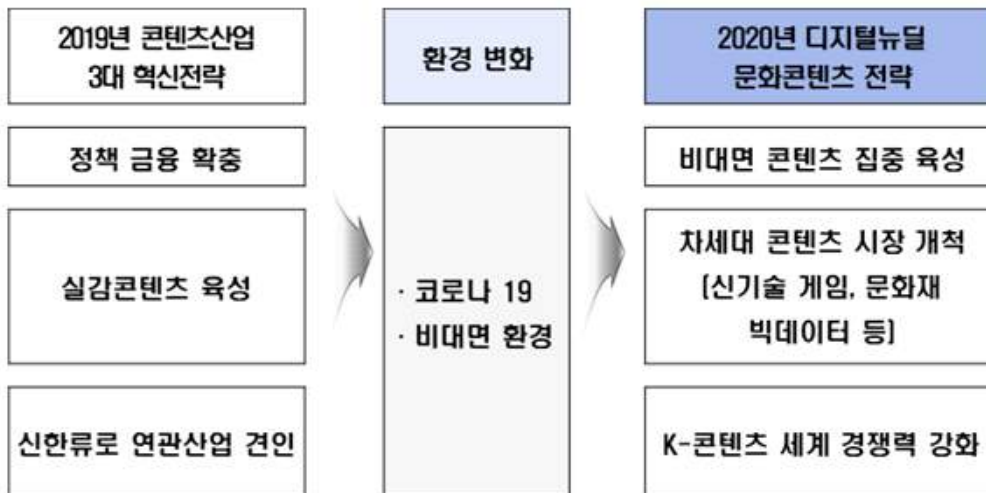 2019년 콘텐츠산업
3대 혁신전략
정책 금융 확충
실감콘텐츠 육성
신한류로 연관산업 견인
환경 변화
· 코로나 19
· 비대면 환경
2020년 디지털뉴딜
문화콘텐츠 전략
비대면 콘텐츠 집중 육성
차세대 콘텐츠 시장 개척
(신기술 게임, 문화재
빅데이터 등)
K-콘텐츠 세계 경쟁력 강화